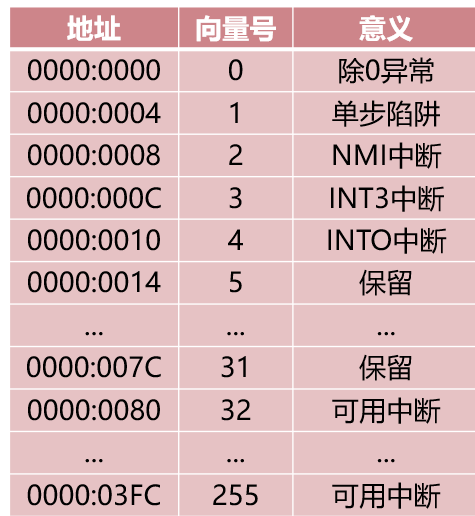 地址 向量号 意义
0000:0000 0 除0异常
0000:0004 1 单步陷阱
0000:0008 2 NMI中断
0000:000C 3 INT3中断
0000:0010 4 INTO中断
0000:0014 5 保留
... ... ...
0000:007C 31 保留
0000:0080 32 可用中断
... ... ...
0000:03FC 255 可用中断